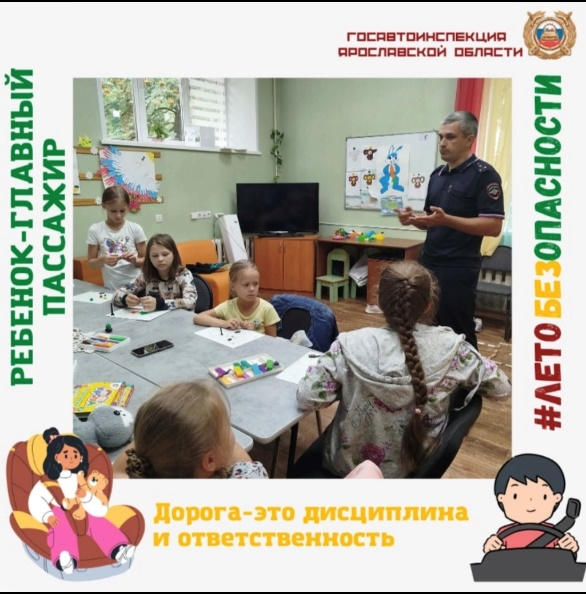 ГОСАВТОИНСПЕКЦИЯ
ЯРОСЛАВСКОЙ ОБЛАСТИ
РЕБЕНОК-ГЛАВНЫЙ
ПАССАЖИР
#ЛЕТОБЕЗОПАСНОСТИ
Дорога-это дисциплина
и ответственность